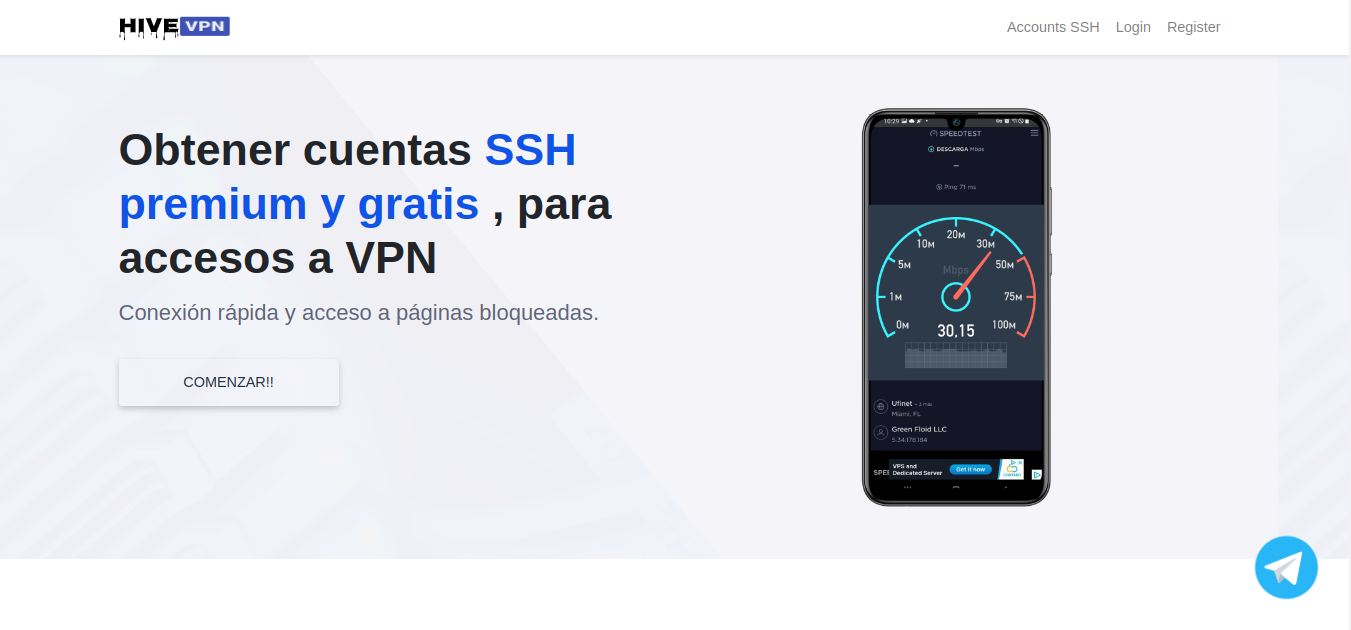 HIVE VPN
Accounts SSH Login Register
Obtener cuentas SSH
premium y gratis , para
accesos a VPN
Conexión rápida y acceso a páginas bloqueadas.
COMENZAR!!
10:29
SPEEDTEST
DESCARGA Mbps
Ping 71 ms
20M
10M 30M
Mbps
5M 50M
1M 75M
0M 100M
30.15
Ufinet
Miami, FL
Green Floid LLC
5.34.178.184
VPS and
Dedicated Server
Get it now